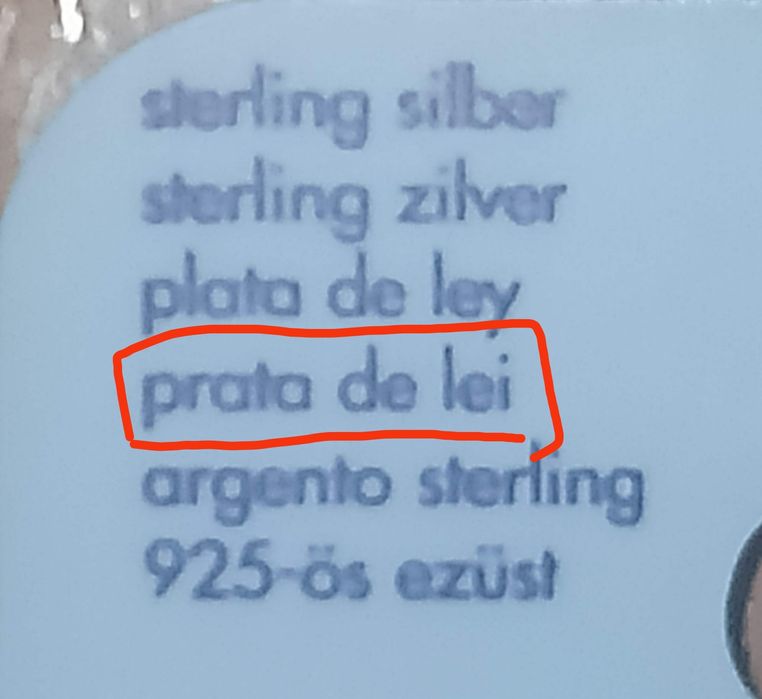 sterling silber
sterling zilver
plata de ley
prata de lei
argento sterling
925-ös ezüst